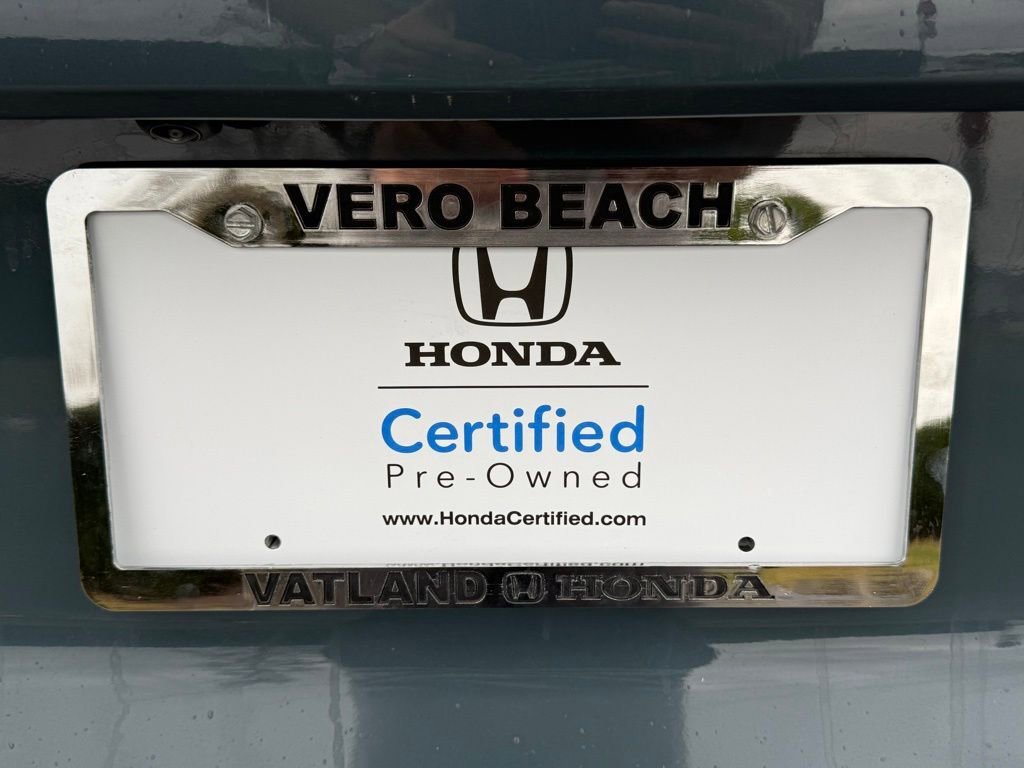 VERO BEACH
HONDA
Certified
Pre-Owned
www.HondaCertified.com
VATLAND HONDA